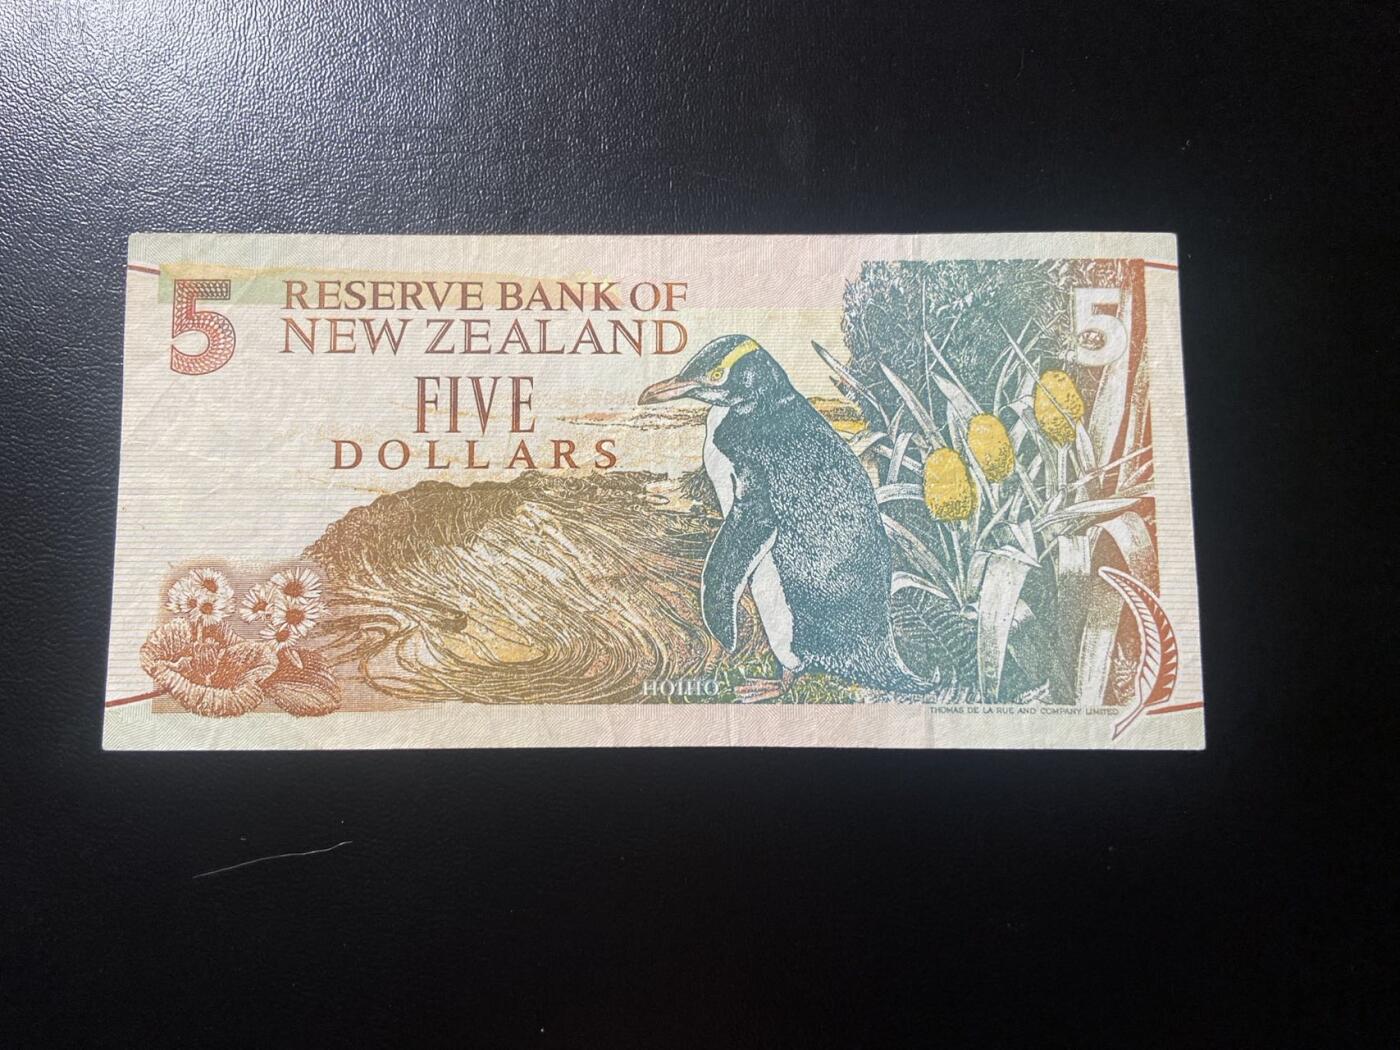 5
RESERVE BANK OF
NEW ZEALAND
FIVE
DOLLARS
5
HOIHO
THOMAS DE LA RUE AND COMPANY LIMITED